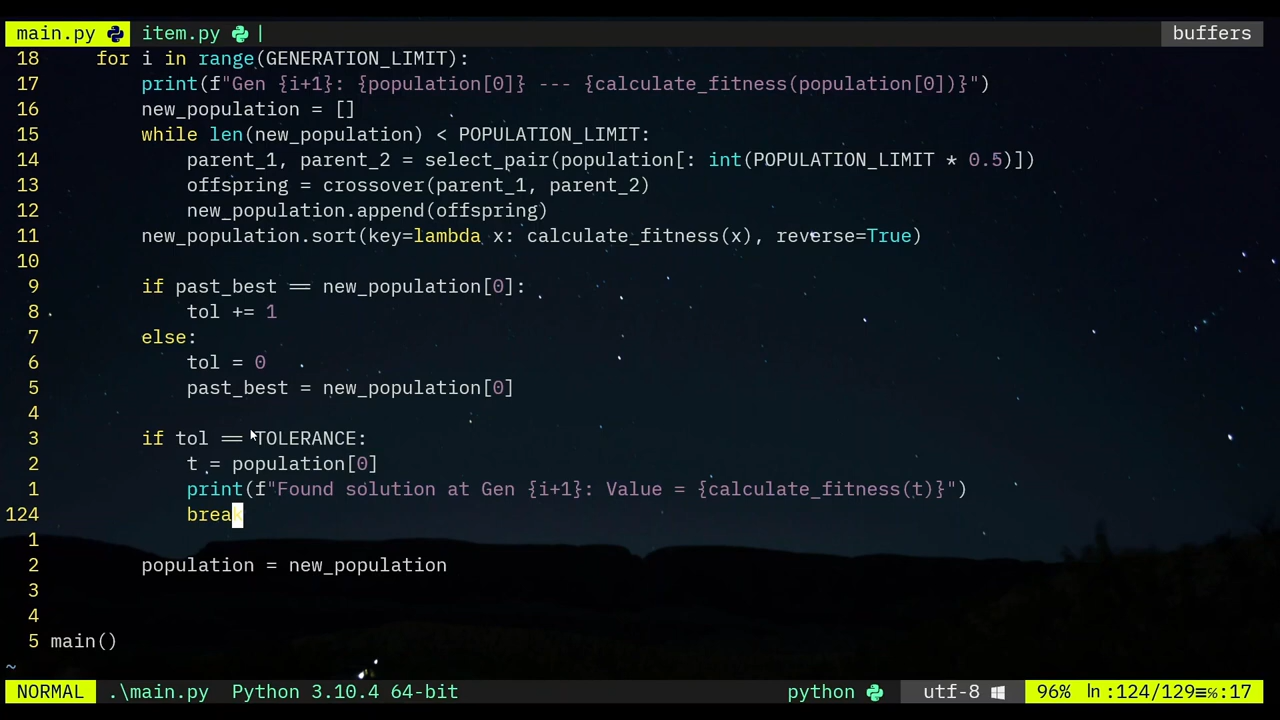 main.py item.py | buffers
18 for i in range(GENERATION_LIMIT):
17 print(f"Gen {i+1}: {population[0]} --- {calculate_fitness(population[0])}")
16 new_population = []
15 while len(new_population) < POPULATION_LIMIT:
14 parent_1, parent_2 = select_pair(population[: int(POPULATION_LIMIT * 0.5)])
13 offspring = crossover(parent_1, parent_2)
12 new_population.append(offspring)
11 new_population.sort(key=lambda x: calculate_fitness(x), reverse=True)
10
9 if past_best == new_population[0]:
8 tol += 1
7 else:
6 tol = 0
5 past_best = new_population[0]
4
3 if tol == TOLERANCE:
2 t = population[0]
1 print(f"Found solution at Gen {i+1}: Value = {calculate_fitness(t)}")
124 break
1
2 population = new_population
3
4
5 main()
~
NORMAL .\main.py Python 3.10.4 64-bit python utf-8 96% ln :124/129≡℅:17